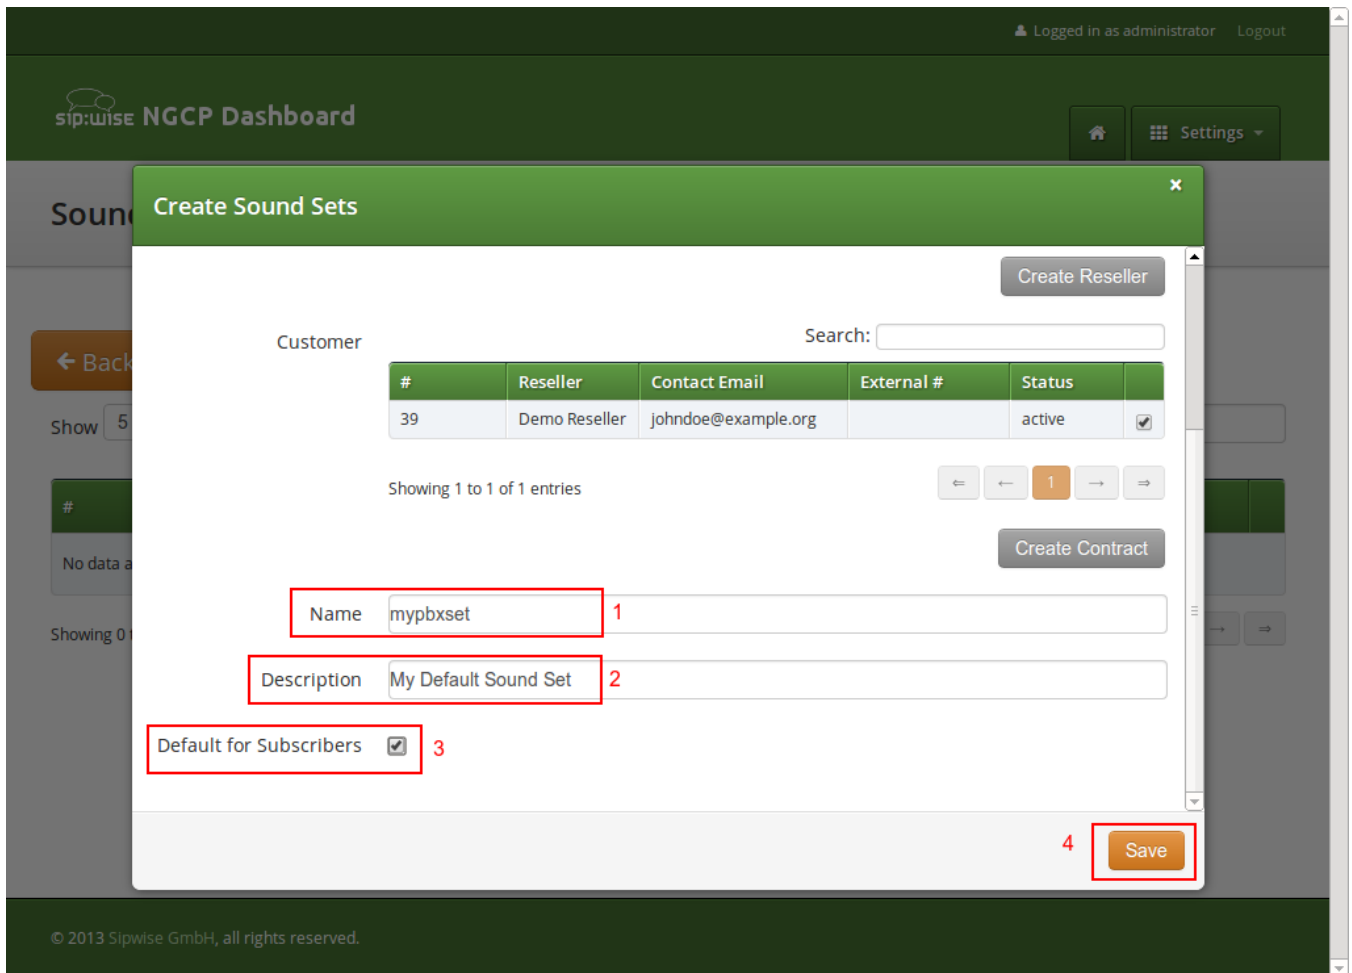 Logged in as administrator Logout
sip:wise NGCP Dashboard
Settings
Soun
Create Sound Sets
×
Create Reseller
Back
Customer
Search:
Show 5
# Reseller Contact Email External # Status
39 Demo Reseller johndoe@example.org active
Showing 1 to 1 of 1 entries
⇐ ← 1 → ⇒
#
Create Contract
No data a
Name mypbxset 1
Showing 0 t
→ ⇒
Description My Default Sound Set 2
Default for Subscribers 3
4 Save
© 2013 Sipwise GmbH, all rights reserved.